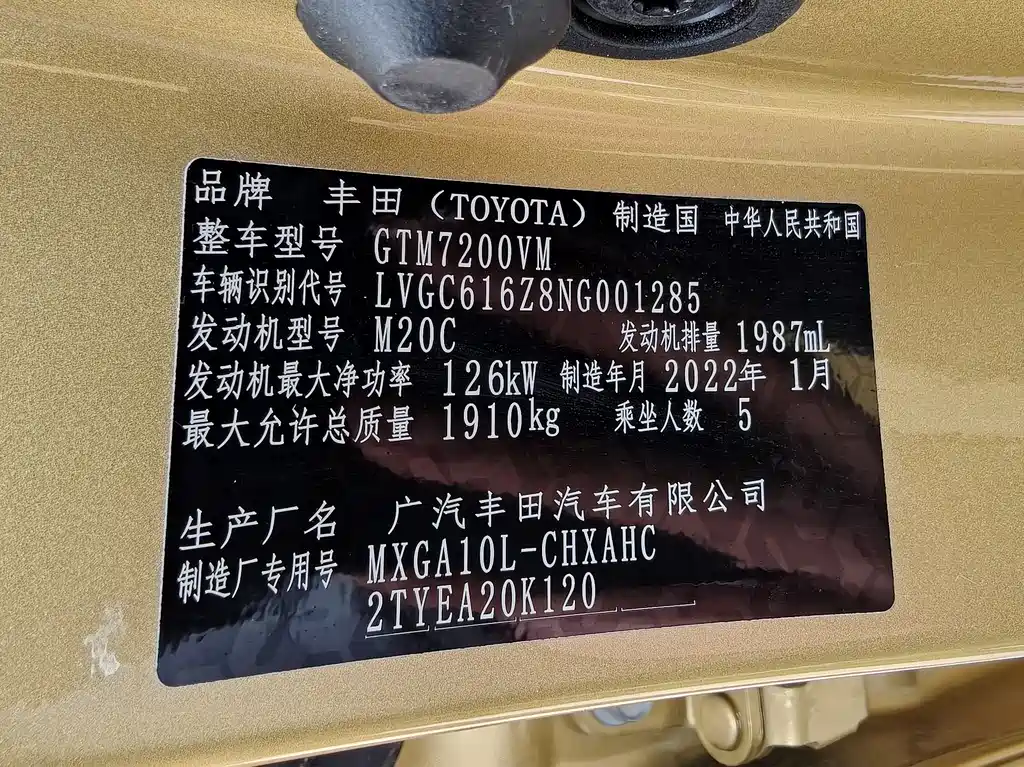 品牌 丰田（TOYOTA） 制造国 中华人民共和国
整车型号 GTM7200VM
车辆识别代号 LVGC616Z8NG001285
发动机型号 M20C 发动机排量 1987mL
发动机最大净功率 126kW 制造年月 2022年 1月
最大允许总质量 1910kg 乘坐人数 5
生产厂名 广汽丰田汽车有限公司
制造厂专用号 MXGA10L-CHXAHC
2TYEA20K120